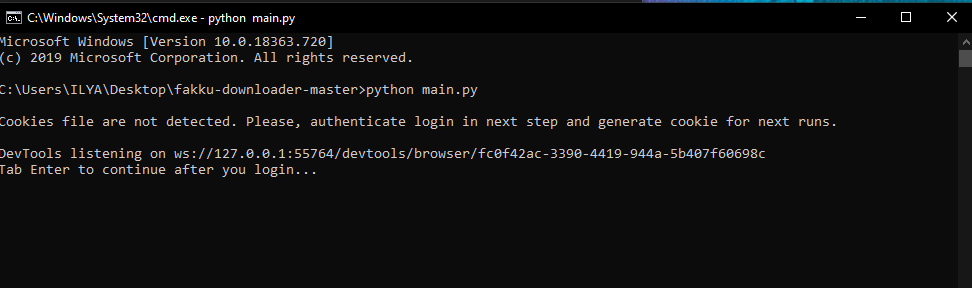 C:\Windows\System32\cmd.exe - python  main.py
Microsoft Windows [Version 10.0.18363.720]
(c) 2019 Microsoft Corporation. All rights reserved.
C:\Users\ILYA\Desktop\fakku-downloader-master>python main.py
Cookies file are not detected. Please, authenticate login in next step and generate cookie for next runs.
DevTools listening on ws://127.0.0.1:55764/devtools/browser/fc0f42ac-3390-4419-944a-5b407f60698c
Tab Enter to continue after you login...